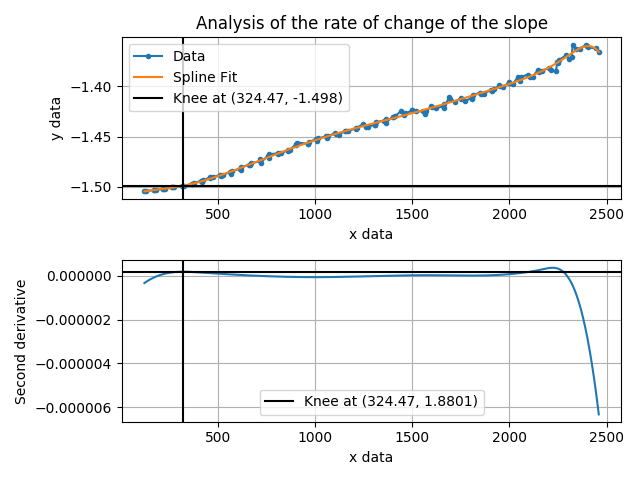 Analysis of the rate of change of the slope
Data
Spline Fit
Knee at (324.47, -1.498)
y data
−1.40
−1.45
−1.50
500
1000
1500
2000
2500
x data
Second derivative
0.000000
−0.000002
−0.000004
−0.000006
Knee at (324.47, 1.8801)
500
1000
1500
2000
2500
x data